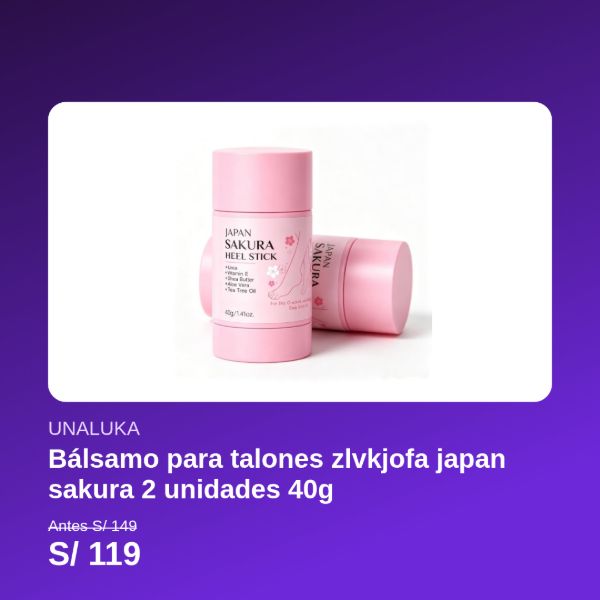 JAPAN
SAKURA
HEEL STICK
•Urea
•Vitamin E
•Shea Butter
•Aloe Vera
•Tea Tree Oil
40g/1.41oz.
JAPAN
SAKURA
UNALUKA
Bálsamo para talones zlvkjofa japan
sakura 2 unidades 40g
Antes S/ 149
S/ 119